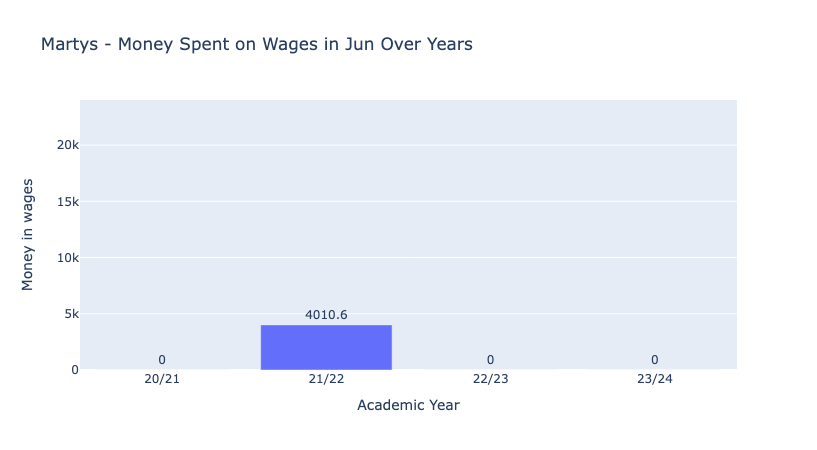 Martys - Money Spent on Wages in Jun Over Years
20k
15k
10k
5k
0
Money in wages
0
4010.6
0
0
20/21
21/22
22/23
23/24
Academic Year